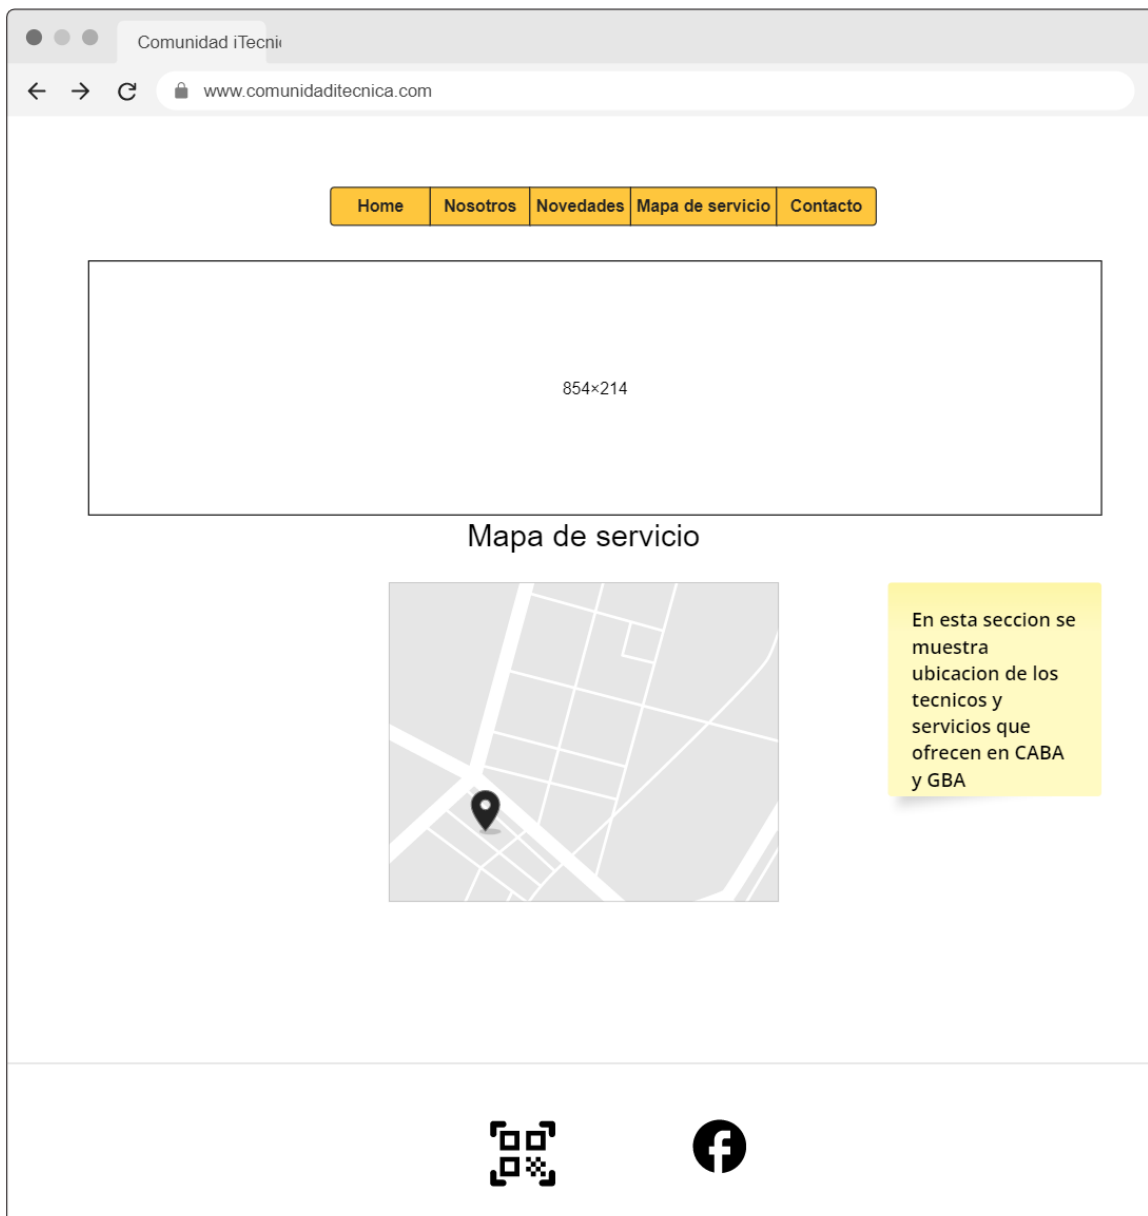 Comunidad iTecni
www.comunidaditecnica.com
Home Nosotros Novedades Mapa de servicio Contacto
854×214
Mapa de servicio
En esta seccion se
muestra
ubicacion de los
tecnicos y
servicios que
ofrecen en CABA
y GBA